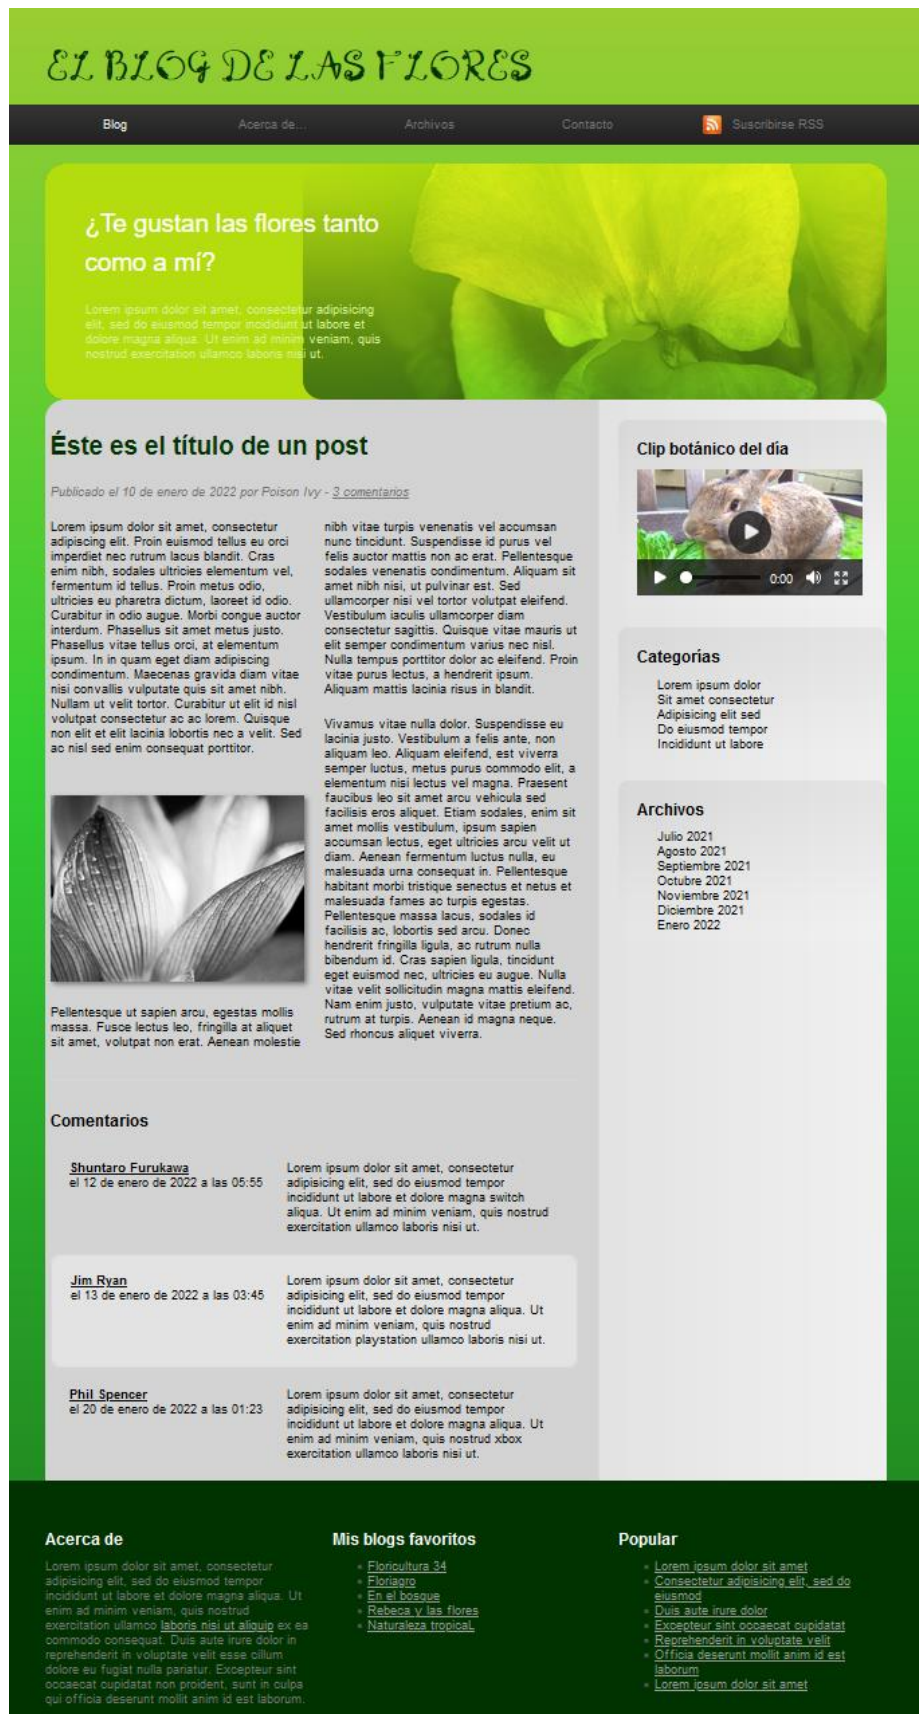 EL BLOG DE LAS FLORES
Blog
Acerca de...
Archivos
Contacto
Suscribirse RSS
¿Te gustan las flores tanto
como a mí?
Lorem ipsum dolor sit amet, consectetur adipisicing
elit, sed do eiusmod tempor incididunt ut labore et
dolore magna aliqua. Ut enim ad minim veniam, quis
nostrud exercitation ullamco laboris nisi ut.
Éste es el título de un post
Publicado el 10 de enero de 2022 por Poison Ivy - 3 comentarios
Lorem ipsum dolor sit amet, consectetur
adipiscing elit. Proin euismod tellus eu orci
imperdiet nec rutrum lacus blandit. Cras
enim nibh, sodales ultricies elementum vel,
fermentum id tellus. Proin metus odio,
ultricies eu pharetra dictum, laoreet id odio.
Curabitur in odio augue. Morbi congue auctor
interdum. Phasellus sit amet metus justo.
Phasellus vitae tellus orci, at elementum
ipsum. In in quam eget diam adipiscing
condimentum. Maecenas gravida diam vitae
nisi convallis vulputate quis sit amet nibh.
Nullam ut velit tortor. Curabitur ut elit id nisl
volutpat consectetur ac ac lorem. Quisque
non elit et elit lacinia lobortis nec a velit. Sed
ac nisl sed enim consequat porttitor.
Pellentesque ut sapien arcu, egestas mollis
massa. Fusce lectus leo, fringilla at aliquet
sit amet, volutpat non erat. Aenean molestie
nibh vitae turpis venenatis vel accumsan
nunc tincidunt. Suspendisse id purus vel
felis auctor mattis non ac erat. Pellentesque
sodales venenatis condimentum. Aliquam sit
amet nibh nisi, ut pulvinar est. Sed
ullamcorper nisi vel tortor volutpat eleifend.
Vestibulum iaculis ullamcorper diam
consectetur sagittis. Quisque vitae mauris ut
elit semper condimentum varius nec nisl.
Nulla tempus porttitor dolor ac eleifend. Proin
vitae purus lectus, a hendrerit ipsum.
Aliquam mattis lacinia risus in blandit.
Vivamus vitae nulla dolor. Suspendisse eu
lacinia justo. Vestibulum a felis ante, non
aliquam leo. Aliquam eleifend, est viverra
semper luctus, metus purus commodo elit, a
elementum nisi lectus vel magna. Praesent
faucibus leo sit amet arcu vehicula sed
facilisis eros aliquet. Etiam sodales, enim sit
amet mollis vestibulum, ipsum sapien
accumsan lectus, eget ultricies arcu velit ut
diam. Aenean fermentum luctus nulla, eu
malesuada urna consequat in. Pellentesque
habitant morbi tristique senectus et netus et
malesuada fames ac turpis egestas.
Pellentesque massa lacus, sodales id
facilisis ac, lobortis sed arcu. Donec
hendrerit fringilla ligula, ac rutrum nulla
bibendum id. Cras sapien ligula, tincidunt
eget euismod nec, ultricies eu augue. Nulla
vitae velit sollicitudin magna mattis eleifend.
Nam enim justo, vulputate vitae pretium ac,
rutrum at turpis. Aenean id magna neque.
Sed rhoncus aliquet viverra.
Clip botánico del día
0:00
Categorías
Lorem ipsum dolor
Sit amet consectetur
Adipisicing elit sed
Do eiusmod tempor
Incididunt ut labore
Archivos
Julio 2021
Agosto 2021
Septiembre 2021
Octubre 2021
Noviembre 2021
Diciembre 2021
Enero 2022
Comentarios
Shuntaro Furukawa
el 12 de enero de 2022 a las 05:55
Lorem ipsum dolor sit amet, consectetur
adipisicing elit, sed do eiusmod tempor
incididunt ut labore et dolore magna switch
aliqua. Ut enim ad minim veniam, quis nostrud
exercitation ullamco laboris nisi ut.
Jim Ryan
el 13 de enero de 2022 a las 03:45
Lorem ipsum dolor sit amet, consectetur
adipisicing elit, sed do eiusmod tempor
incididunt ut labore et dolore magna aliqua. Ut
enim ad minim veniam, quis nostrud
exercitation playstation ullamco laboris nisi ut.
Phil Spencer
el 20 de enero de 2022 a las 01:23
Lorem ipsum dolor sit amet, consectetur
adipisicing elit, sed do eiusmod tempor
incididunt ut labore et dolore magna aliqua. Ut
enim ad minim veniam, quis nostrud xbox
exercitation ullamco laboris nisi ut.
Acerca de
Lorem ipsum dolor sit amet, consectetur
adipisicing elit, sed do eiusmod tempor
incididunt ut labore et dolore magna aliqua. Ut
enim ad minim veniam, quis nostrud
exercitation ullamco laboris nisi ut aliquip ex ea
commodo consequat. Duis aute irure dolor in
reprehenderit in voluptate velit esse cillum
dolore eu fugiat nulla pariatur. Excepteur sint
occaecat cupidatat non proident, sunt in culpa
qui officia deserunt mollit anim id est laborum.
Mis blogs favoritos
Floricultura 34
Floriagro
En el bosque
Rebeca y las flores
Naturaleza tropicaL
Popular
Lorem ipsum dolor sit amet
Consectetur adipisicing elit, sed do
eiusmod
Duis aute irure dolor
Excepteur sint occaecat cupidatat
Reprehenderit in voluptate velit
Officia deserunt mollit anim id est
laborum
Lorem ipsum dolor sit amet